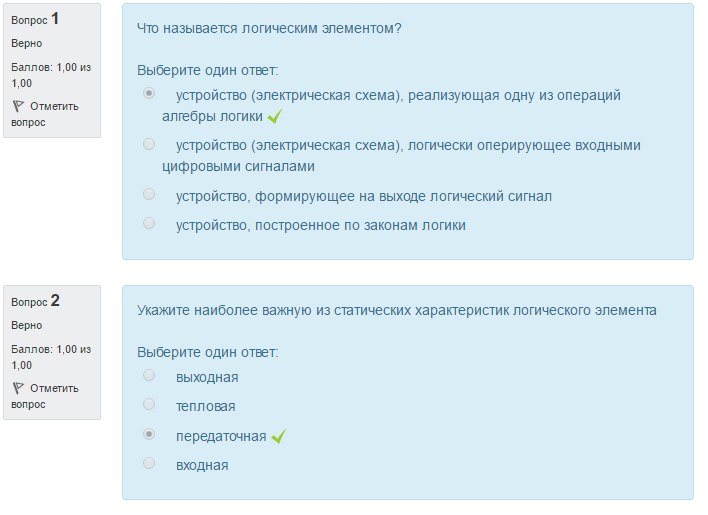 Вопрос 1
Верно
Баллов: 1,00 из
1,00
Отметить
вопрос
Что называется логическим элементом?
Выберите один ответ:
устройство (электрическая схема), реализующая одну из операций
алгебры логики
устройство (электрическая схема), логически оперирующее входными
цифровыми сигналами
устройство, формирующее на выходе логический сигнал
устройство, построенное по законам логики
Вопрос 2
Верно
Баллов: 1,00 из
1,00
Отметить
вопрос
Укажите наиболее важную из статических характеристик логического элемента
Выберите один ответ:
выходная
тепловая
передаточная
входная